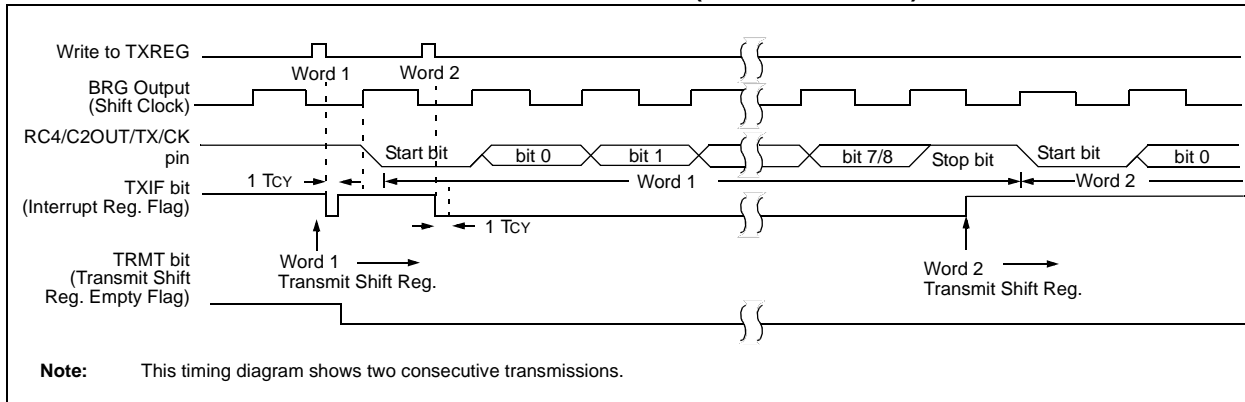 Write to TXREG
Word 1
Word 2
BRG Output
(Shift Clock)
RC4/C2OUT/TX/CK
pin
Start bit
bit 0
bit 1
bit 7/8
Stop bit
Start bit
bit 0
1 TCY
Word 1
Word 2
TXIF bit
(Interrupt Reg. Flag)
1 TCY
TRMT bit
(Transmit Shift
Reg. Empty Flag)
Word 1
Transmit Shift Reg.
Word 2
Transmit Shift Reg.
Note: This timing diagram shows two consecutive transmissions.